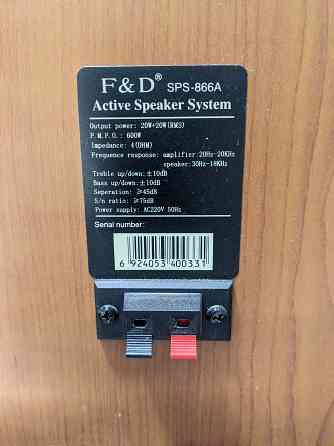 F&D® SPS-866A
Active Speaker System
Output power: 20W+20W(RMS)
P.M.P.O.: 600W
Impedance: 4(OHM)
Frequence response: amplifier:20Hz-20KHz
speaker:30Hz-18KHz
Treble up/down:±10dB
Bass up/down:±10dB
Seperation: ≥45dB
S/n ratio: ≥75dB
Power supply: AC220V 50Hz
Serial number:
6 924053 400331